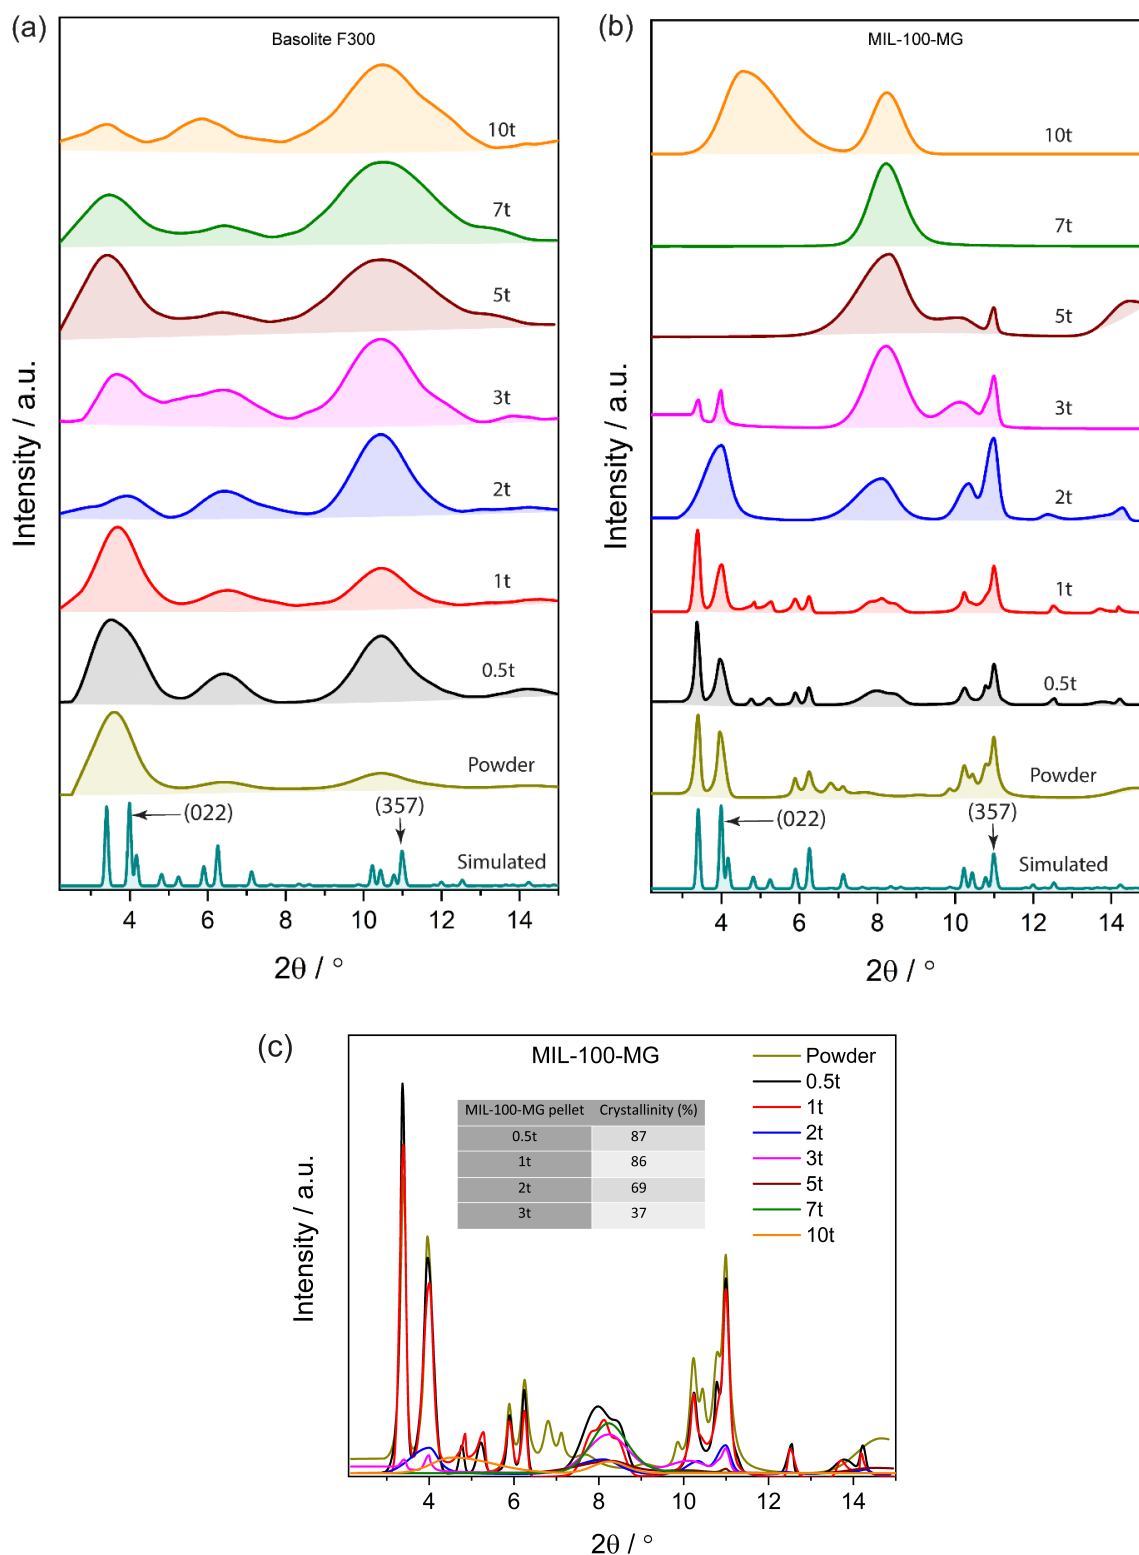 (a)
Basolite F300
10t
7t
5t
3t
2t
1t
0.5t
Powder
(022)
(357)
Simulated
Intensity / a.u.
4
6
8
10
12
14
2θ / °
(b)
MIL-100-MG
10t
7t
5t
3t
2t
1t
0.5t
Powder
(022)
(357)
Simulated
Intensity / a.u.
4
6
8
10
12
14
2θ / °
(c)
MIL-100-MG
MIL-100-MG pellet Crystallinity (%)
0.5t 87
1t 86
2t 69
3t 37
Powder
0.5t
1t
2t
3t
5t
7t
10t
Intensity / a.u.
4
6
8
10
12
14
2θ / °